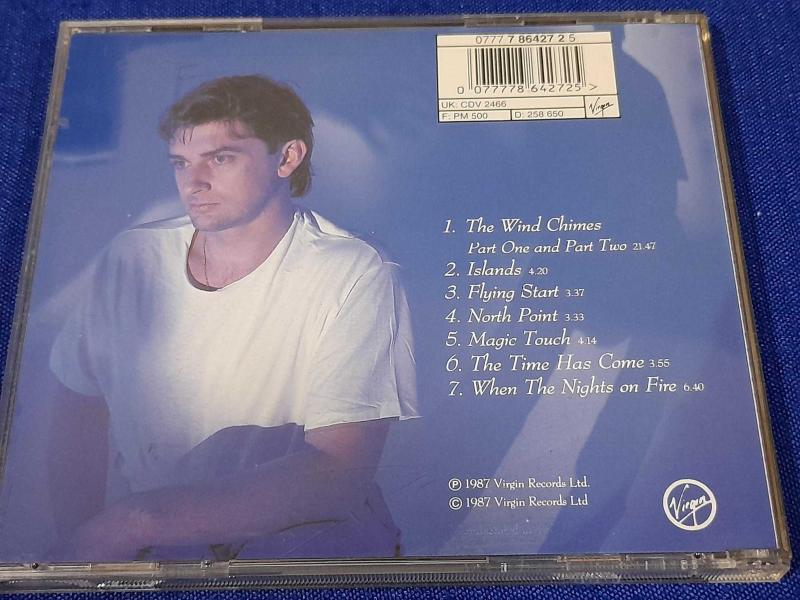 0777 7 86427 2 5
0 077778 642725 >
UK: CDV 2466
F: PM 500 D: 258 650 Virgin
1. The Wind Chimes
Part One and Part Two 21.47
2. Islands 4.20
3. Flying Start 3.37
4. North Point 3.33
5. Magic Touch 4.14
6. The Time Has Come 3.55
7. When The Nights on Fire 6.40
℗ 1987 Virgin Records Ltd.
© 1987 Virgin Records Ltd
Virgin